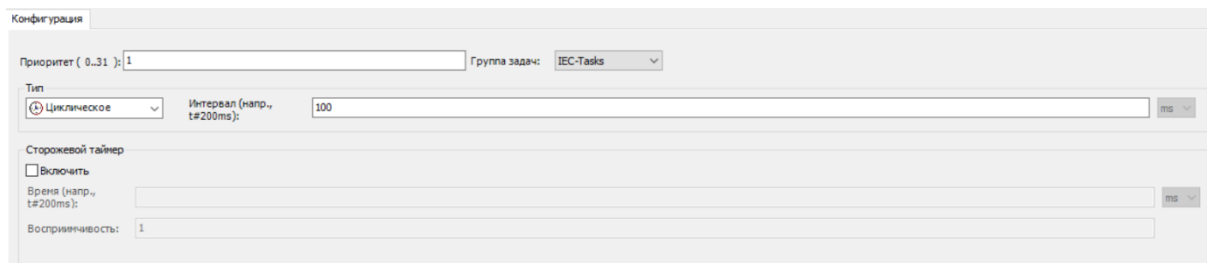 Конфигурация
Приоритет ( 0..31 ): 1 Группа задач: IEC-Tasks
Тип
Циклическое Интервал (напр., t#200ms): 100 ms
Сторожевой таймер
Включить
Время (напр., t#200ms): ms
Восприимчивость: 1